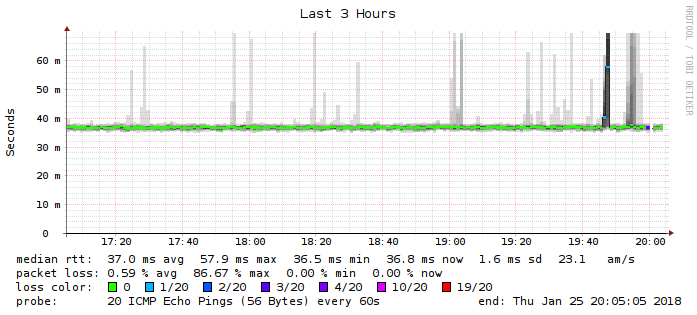 Last 3 Hours
RRDTOOL / TOBI OETIKER
Seconds
60 m
50 m
40 m
30 m
20 m
10 m
0
17:20 17:40 18:00 18:20 18:40 19:00 19:20 19:40 20:00
median rtt: 37.0 ms avg 57.9 ms max 36.5 ms min 36.8 ms now 1.6 ms sd 23.1 am/s
packet loss: 0.59 % avg 86.67 % max 0.00 % min 0.00 % now
loss color: 0 1/20 2/20 3/20 4/20 10/20 19/20
probe: 20 ICMP Echo Pings (56 Bytes) every 60s end: Thu Jan 25 20:05:05 2018